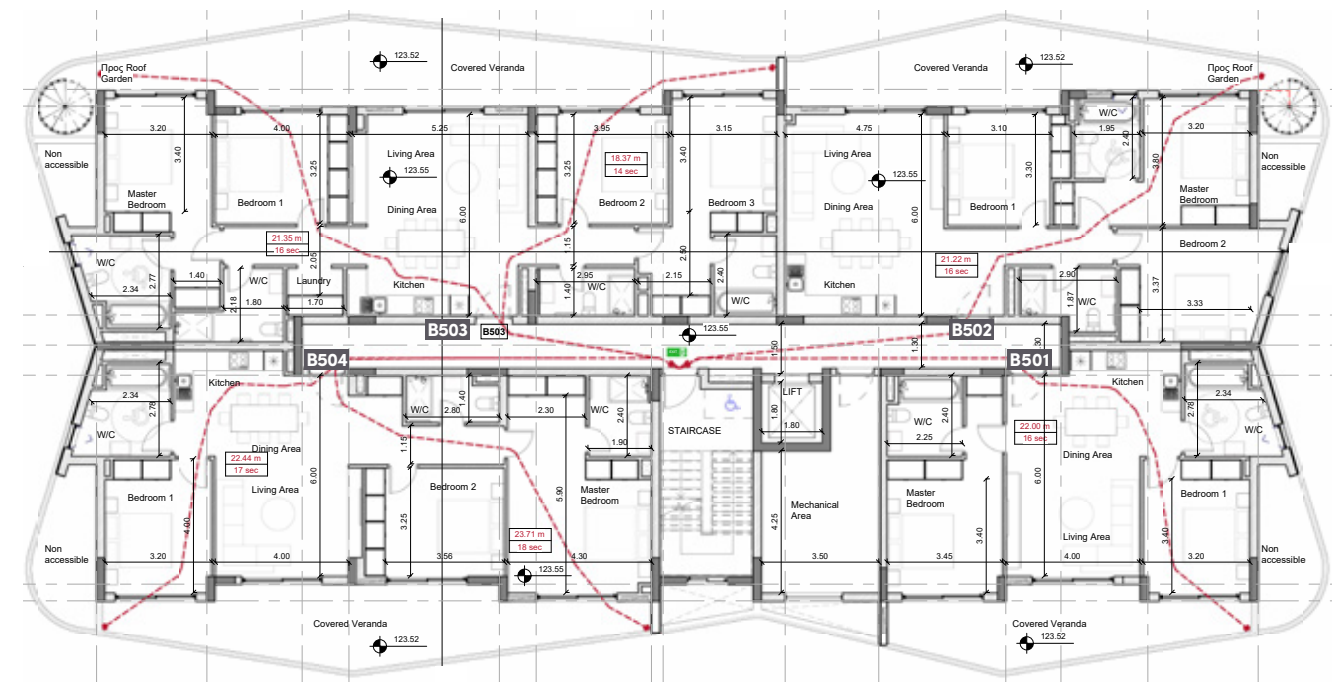 123.52
Covered Veranda
Covered Veranda
123.52
Προς Roof
Garden
Προς Roof
Garden
Non
accessible
3.20
3.40
Master
Bedroom
4.00
3.25
Bedroom 1
5.25
Living Area
123.55
Dining Area
6.00
3.95
3.25
18.37 m
14 sec
Bedroom 2
3.15
3.40
Bedroom 3
4.75
Living Area
123.55
Dining Area
6.00
3.10
3.30
Bedroom 1
W/C
1.95
2.40
3.20
3.80
Master
Bedroom
Non
accessible
Bedroom 2
21.35 m
16 sec
2.05
W/C
2.77
2.34
1.40
2.18
W/C
1.80
Laundry
1.70
Kitchen
1.15
1.40
2.95
W/C
2.50
2.15
2.40
W/C
Kitchen
21.22 m
16 sec
2.90
1.87
W/C
3.37
3.33
B503
B503
123.55
B502
1.50
1.30
B504
B501
2.34
2.78
W/C
Kitchen
Dining Area
22.44 m
17 sec
Living Area
6.00
Bedroom 1
4.00
3.20
4.00
W/C
1.40
2.80
1.15
Bedroom 2
3.25
3.56
2.30
W/C
2.40
1.90
5.90
Master
Bedroom
23.71 m
18 sec
4.30
123.55
STAIRCASE
LIFT
1.80
1.80
Mechanical
Area
4.25
3.50
W/C
2.40
2.25
Master
Bedroom
3.40
3.45
22.00 m
16 sec
6.00
Kitchen
Dining Area
Living Area
4.00
2.78
2.34
W/C
Bedroom 1
3.40
3.20
Non
accessible
Non
accessible
Covered Veranda
123.52
Covered Veranda
123.52